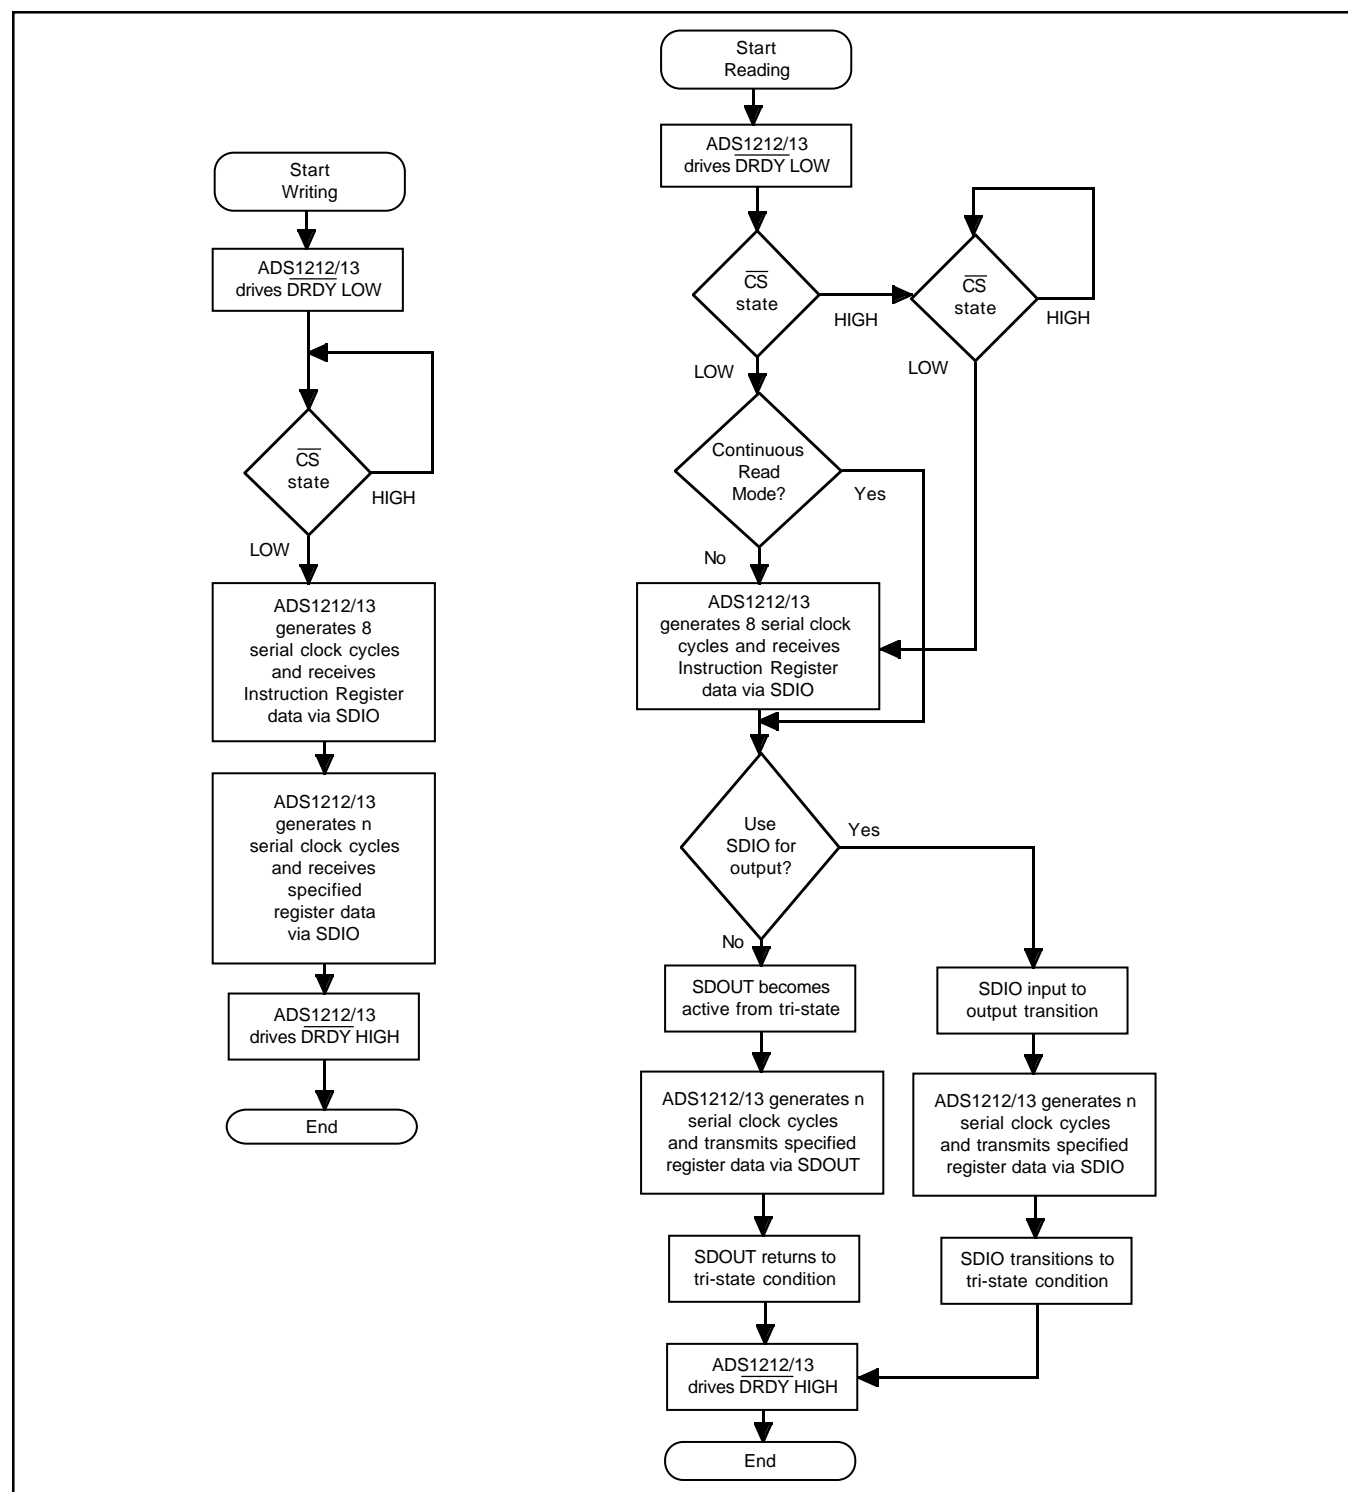 Start
Writing
ADS1212/13
drives DRDY LOW
CS
state
HIGH
LOW
ADS1212/13
generates 8
serial clock cycles
and receives
Instruction Register
data via SDIO
ADS1212/13
generates n
serial clock cycles
and receives
specified
register data
via SDIO
ADS1212/13
drives DRDY HIGH
End
Start
Reading
ADS1212/13
drives DRDY LOW
CS
state
HIGH
CS
state
HIGH
LOW
LOW
Continuous
Read
Mode?
Yes
No
ADS1212/13
generates 8 serial clock
cycles and receives
Instruction Register
data via SDIO
Use
SDIO for
output?
Yes
No
SDOUT becomes
active from tri-state
SDIO input to
output transition
ADS1212/13 generates n
serial clock cycles
and transmits specified
register data via SDOUT
ADS1212/13 generates n
serial clock cycles
and transmits specified
register data via SDIO
SDOUT returns to
tri-state condition
SDIO transitions to
tri-state condition
ADS1212/13
drives DRDY HIGH
End